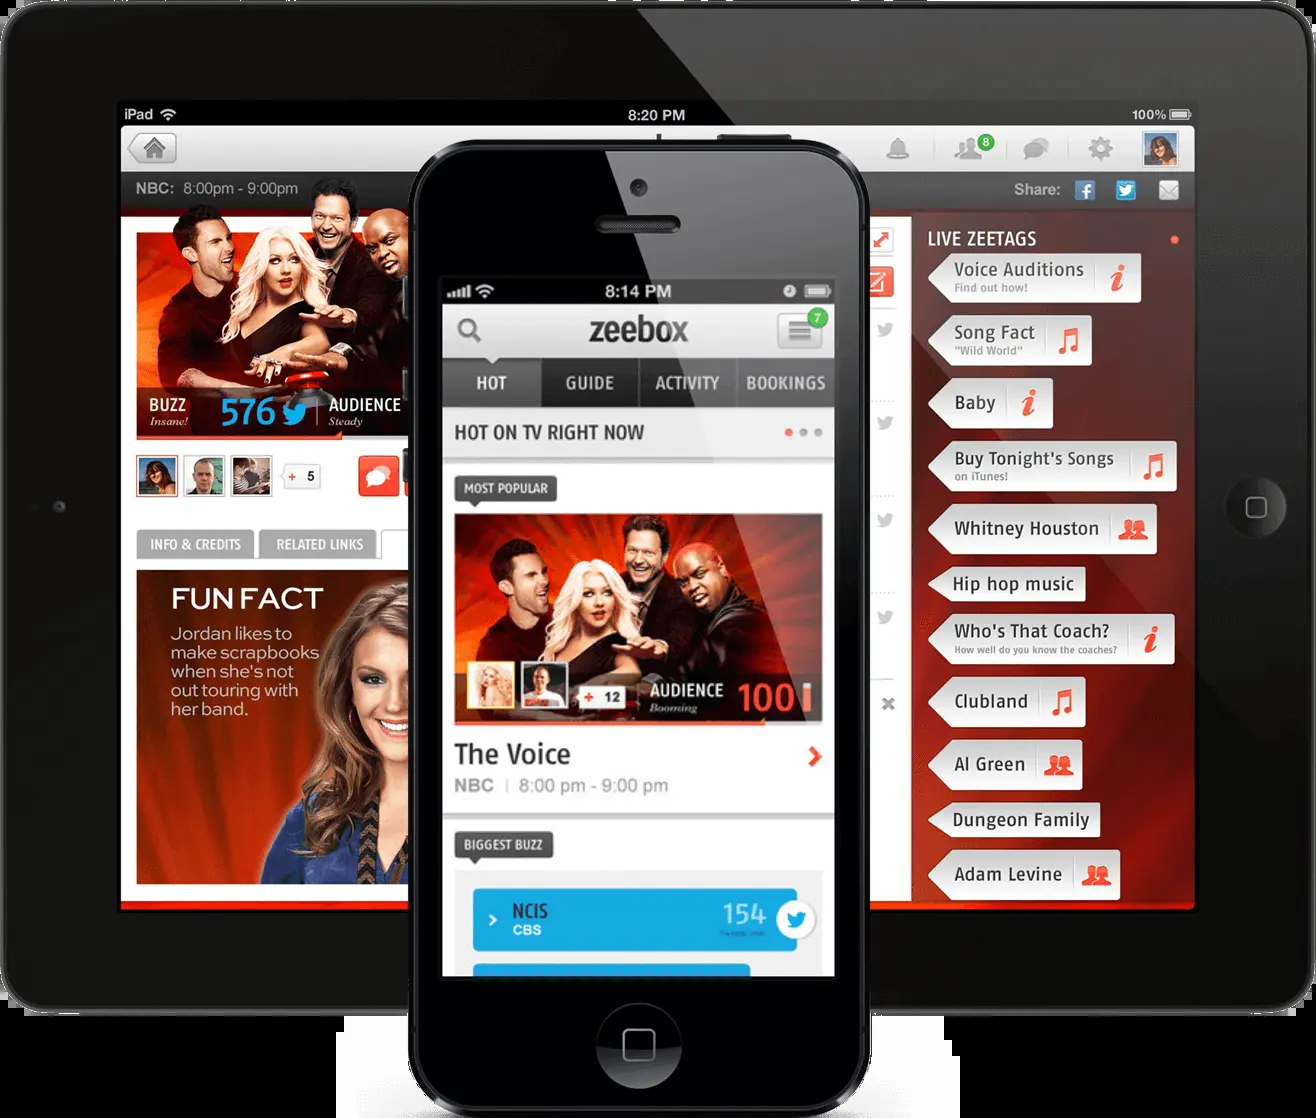 iPad
8:20 PM
100%
8
NBC: 8:00pm - 9:00pm
Share:
BUZZ
Insane!
576
AUDIENCE
Steady
+ 5
INFO & CREDITS
RELATED LINKS
FUN FACT
Jordan likes to
make scrapbooks
when she's not
out touring with
her band.
8:14 PM
zeebox
7
HOT
GUIDE
ACTIVITY
BOOKINGS
HOT ON TV RIGHT NOW
MOST POPULAR
+ 12
AUDIENCE
Booming
100
The Voice
NBC | 8:00 pm - 9:00 pm
BIGGEST BUZZ
NCIS
CBS
154
LIVE ZEETAGS
Voice Auditions
Find out how!
Song Fact
"Wild World"
Baby
Buy Tonight's Songs
on iTunes!
Whitney Houston
Hip hop music
Who's That Coach?
How well do you know the coaches?
Clubland
Al Green
Dungeon Family
Adam Levine